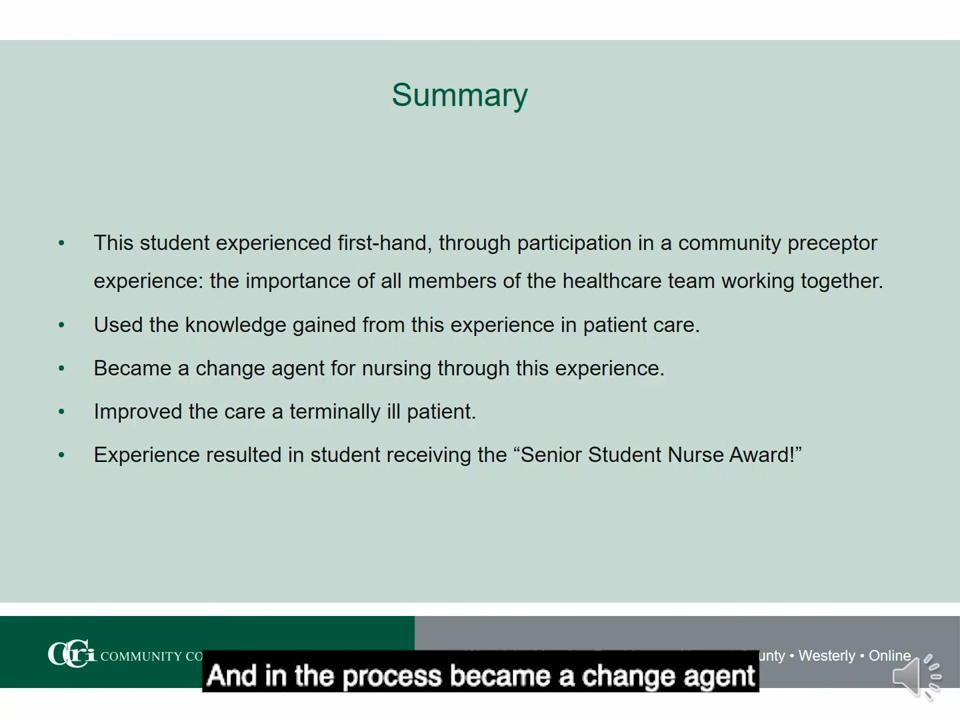 Summary
• This student experienced first-hand, through participation in a community preceptor
experience: the importance of all members of the healthcare team working together.
• Used the knowledge gained from this experience in patient care.
• Became a change agent for nursing through this experience.
• Improved the care a terminally ill patient.
• Experience resulted in student receiving the “Senior Student Nurse Award!”
CCri COMMUNITY CO
unty • Westerly • Online
And in the process became a change agent